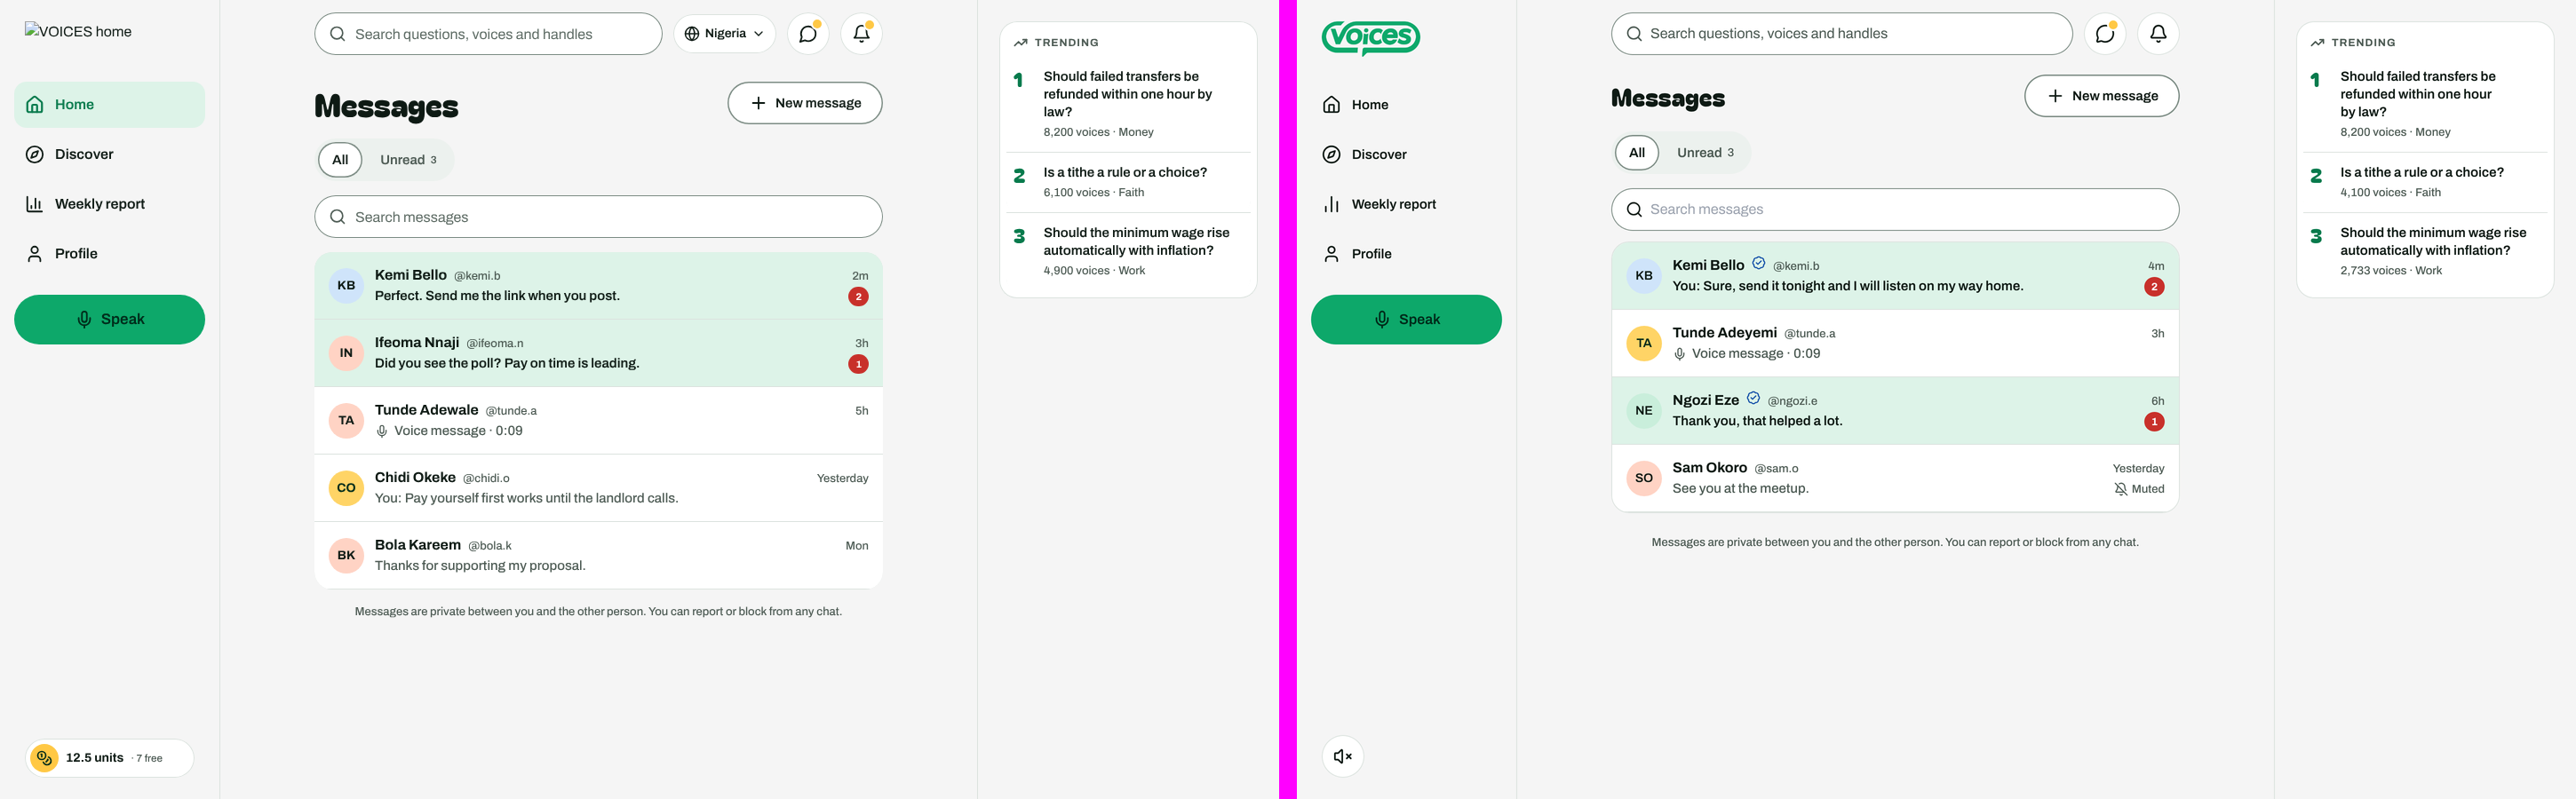 VOICES home
Home
Discover
Weekly report
Profile
Speak
12.5 units · 7 free
Search questions, voices and handles
Nigeria
Messages
New message
All
Unread 3
Search messages
KB
Kemi Bello @kemi.b 2m
Perfect. Send me the link when you post. 2
IN
Ifeoma Nnaji @ifeoma.n 3h
Did you see the poll? Pay on time is leading. 1
TA
Tunde Adewale @tunde.a 5h
Voice message · 0:09
CO
Chidi Okeke @chidi.o Yesterday
You: Pay yourself first works until the landlord calls.
BK
Bola Kareem @bola.k Mon
Thanks for supporting my proposal.
Messages are private between you and the other person. You can report or block from any chat.
TRENDING
1
Should failed transfers be
refunded within one hour by
law?
8,200 voices · Money
2
Is a tithe a rule or a choice?
6,100 voices · Faith
3
Should the minimum wage rise
automatically with inflation?
4,900 voices · Work
Voices
Home
Discover
Weekly report
Profile
Speak
Search questions, voices and handles
Messages
New message
All
Unread 3
Search messages
KB
Kemi Bello @kemi.b 4m
You: Sure, send it tonight and I will listen on my way home. 2
TA
Tunde Adeyemi @tunde.a 3h
Voice message · 0:09
NE
Ngozi Eze @ngozi.e 6h
Thank you, that helped a lot. 1
SO
Sam Okoro @sam.o Yesterday
See you at the meetup. Muted
Messages are private between you and the other person. You can report or block from any chat.
TRENDING
1
Should failed transfers be
refunded within one hour
by law?
8,200 voices · Money
2
Is a tithe a rule or a choice?
4,100 voices · Faith
3
Should the minimum wage rise
automatically with inflation?
2,733 voices · Work